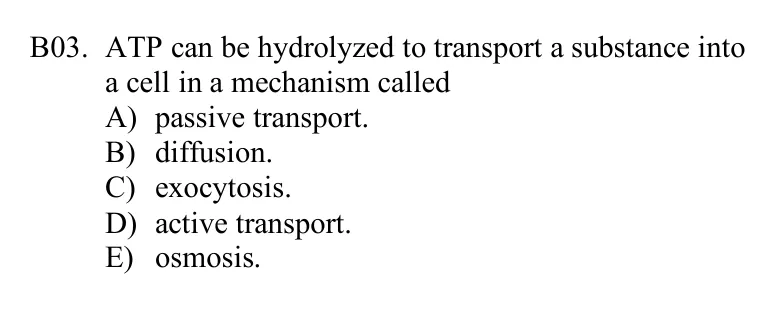 B03. ATP can be hydrolyzed to transport a substance into
a cell in a mechanism called
A) passive transport.
B) diffusion.
C) exocytosis.
D) active transport.
E) osmosis.